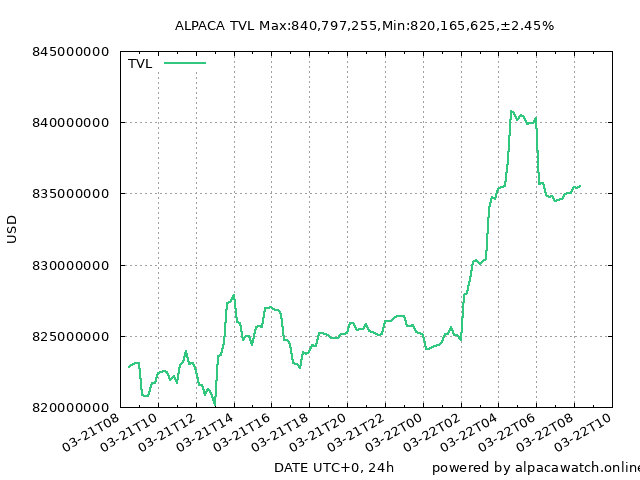 ALPACA TVL Max:840,797,255,Min:820,165,625,±2.45%
845000000
TVL
840000000
835000000
USD
830000000
825000000
820000000
03-21T08
03-21T10
03-21T12
03-21T14
03-21T16
03-21T18
03-21T20
03-21T22
03-22T00
03-22T02
03-22T04
03-22T06
03-22T08
03-22T10
DATE UTC+0, 24h
powered by alpacawatch.online